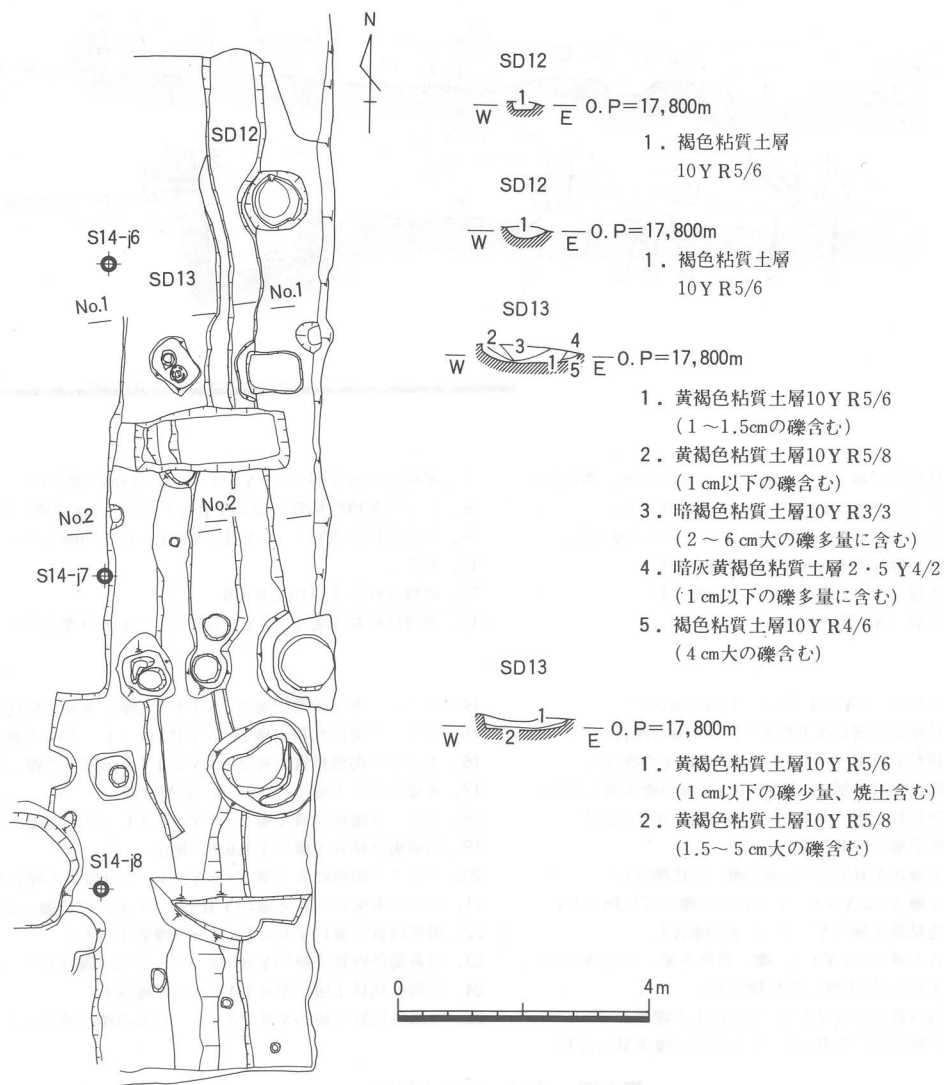 N
SD12
S14-j6
SD13
No.1
No.1
No.2
No.2
S14-j7
S14-j8
SD12
1
W E O.P=17,800m
1. 褐色粘質土層
10YR5/6
SD12
1
W E O.P=17,800m
1. 褐色粘質土層
10YR5/6
SD13
2 3 4
1 5
W E O.P=17,800m
1. 黄褐色粘質土層10YR5/6
(1~1.5cmの礫含む)
2. 黄褐色粘質土層10YR5/8
(1cm以下の礫含む)
3. 暗褐色粘質土層10YR3/3
(2~6cm大の礫多量に含む)
4. 暗灰黄褐色粘質土層2・5Y4/2
(1cm以下の礫多量に含む)
5. 褐色粘質土層10YR4/6
(4cm大の礫含む)
SD13
1
2
W E O.P=17,800m
1. 黄褐色粘質土層10YR5/6
(1cm以下の礫少量、焼土含む)
2. 黄褐色粘質土層10YR5/8
(1.5~5cm大の礫含む)
0 4m